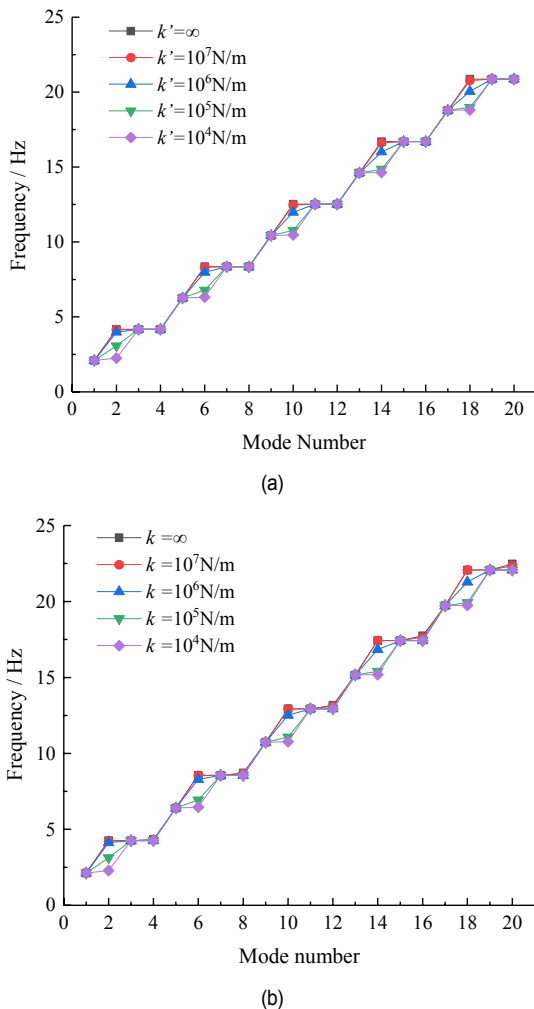 25
20
15
10
5
0
Frequency / Hz
k’=∞
k’=10⁷N/m
k’=10⁶N/m
k’=10⁵N/m
k’=10⁴N/m
0 2 4 6 8 10 12 14 16 18 20
Mode Number
(a)
25
20
15
10
5
0
Frequency / Hz
k =∞
k =10⁷N/m
k =10⁶N/m
k =10⁵N/m
k =10⁴N/m
0 2 4 6 8 10 12 14 16 18 20
Mode number
(b)